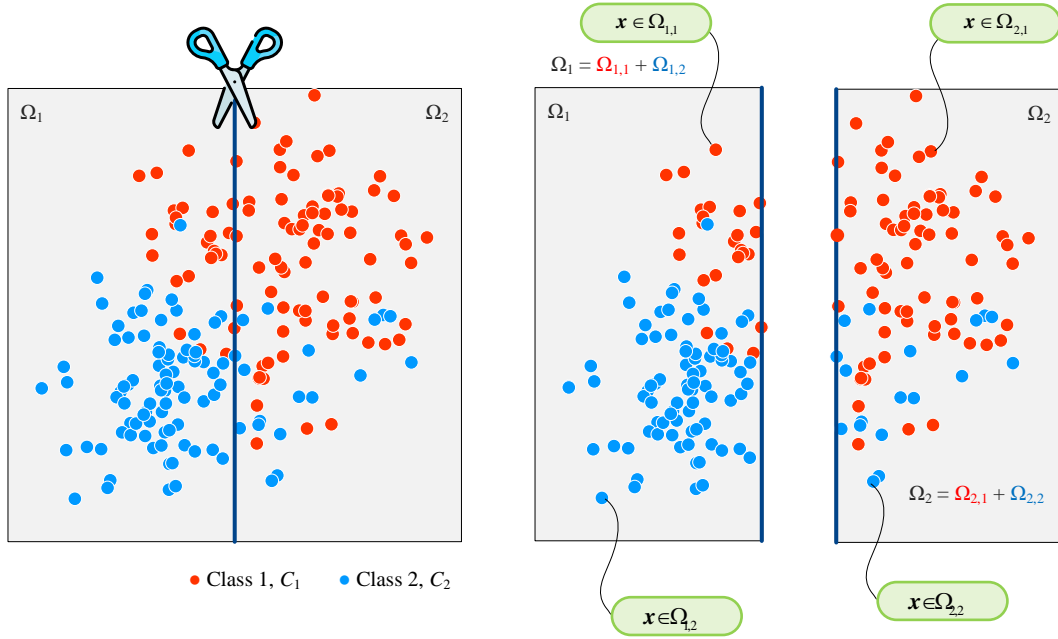 x ∈ Ω1,1
x ∈ Ω2,1
Ω1 = Ω1,1 + Ω1,2
Ω1
Ω2
Ω1
Ω2
Ω2 = Ω2,1 + Ω2,2
Class 1, C1
Class 2, C2
x∈Ω1,2
x∈Ω2,2